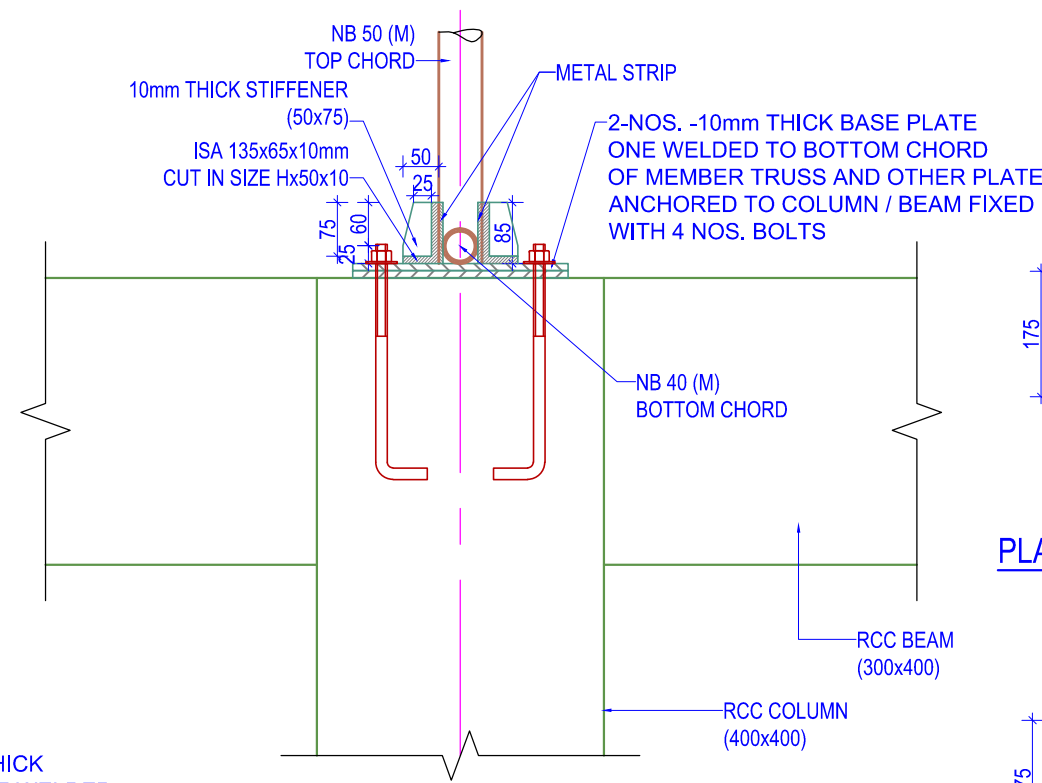 NB 50 (M)
TOP CHORD
10mm THICK STIFFENER
(50x75)
ISA 135x65x10mm
CUT IN SIZE Hx50x10
METAL STRIP
2-NOS. -10mm THICK BASE PLATE
ONE WELDED TO BOTTOM CHORD
OF MEMBER TRUSS AND OTHER PLATE
ANCHORED TO COLUMN / BEAM FIXED
WITH 4 NOS. BOLTS
50
25
75
60
25
85
175
NB 40 (M)
BOTTOM CHORD
PLA
RCC BEAM
(300x400)
RCC COLUMN
(400x400)
HICK
75